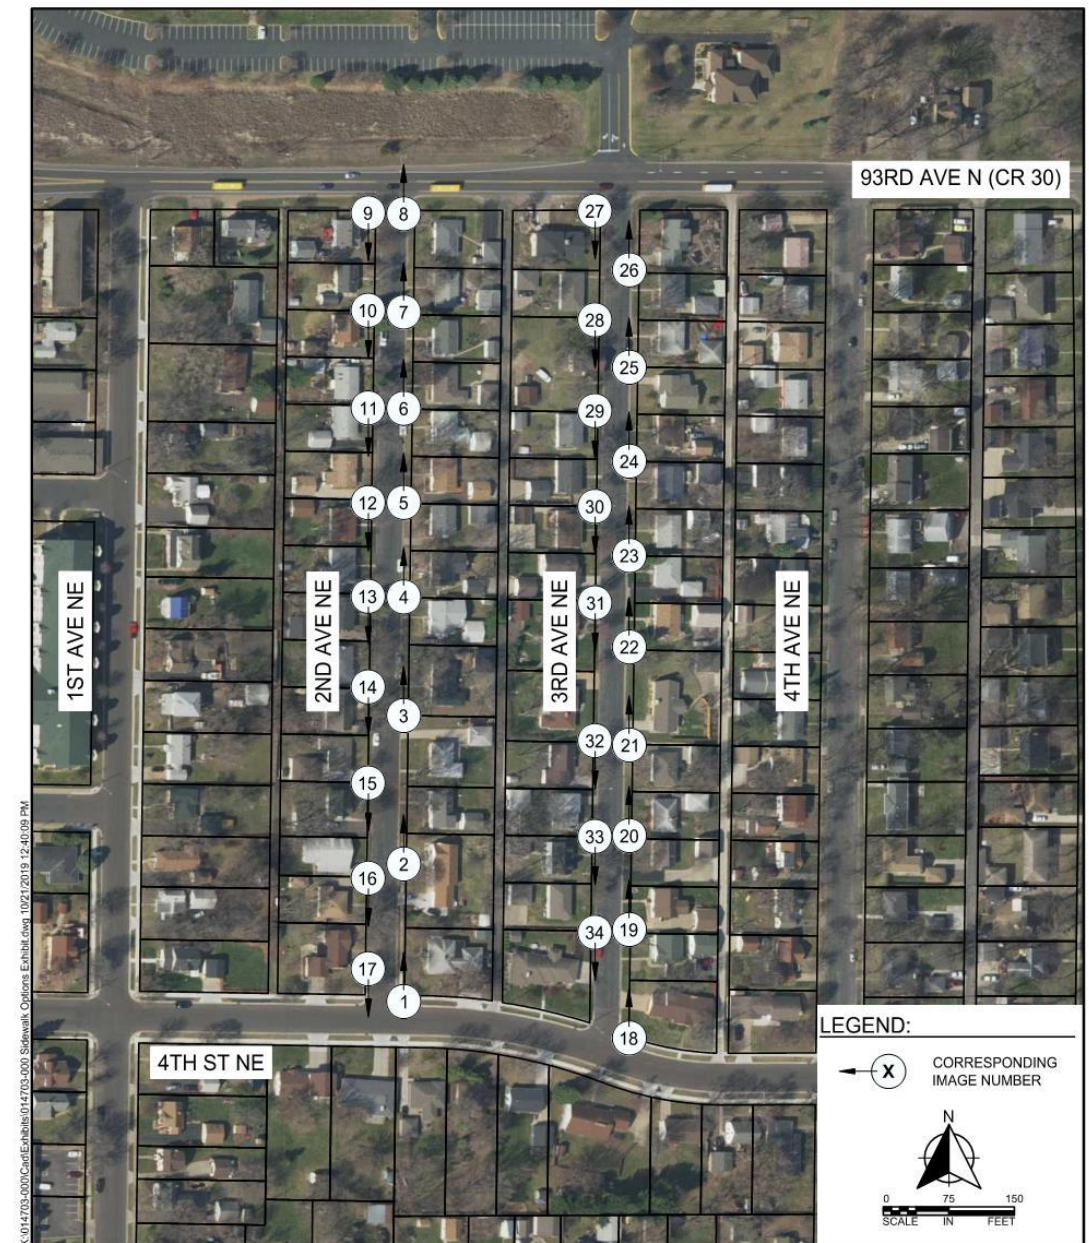 93RD AVE N (CR 30)
9
8
27
26
10
7
28
25
11
6
29
24
12
5
30
23
13
4
31
22
1ST AVE NE
2ND AVE NE
3RD AVE NE
4TH AVE NE
14
3
32
21
15
33
20
2
16
34
19
17
1
18
4TH ST NE
LEGEND:
X
CORRESPONDING
IMAGE NUMBER
N
0 75 150
SCALE IN FEET
K:\014703-000\Cad\Exhibits\014703-000 Sidewalk Options Exhibit.dwg 10/21/2019 12:40:09 PM